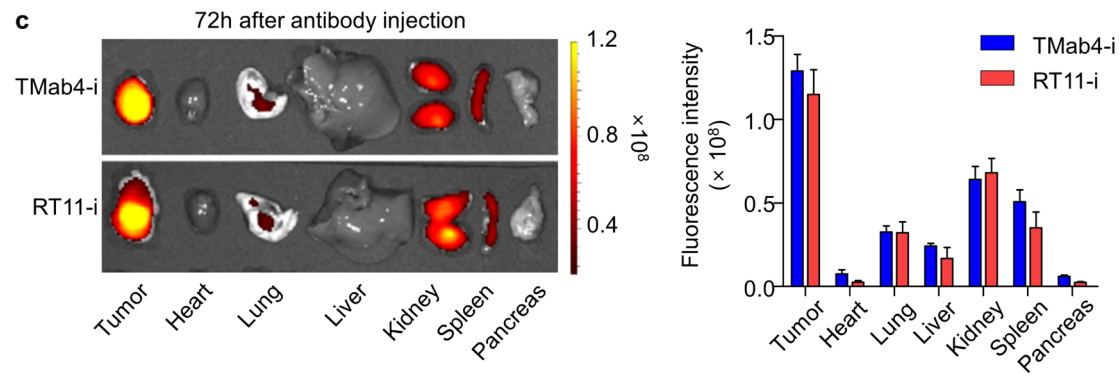 c
72h after antibody injection
TMab4-i
RT11-i
1.2
0.8
0.4
×10⁸
Tumor
Heart
Lung
Liver
Kidney
Spleen
Pancreas
Fluorescence intensity
(× 10⁸)
1.5
1.0
0.5
0.0
TMab4-i
RT11-i
Tumor
Heart
Lung
Liver
Kidney
Spleen
Pancreas